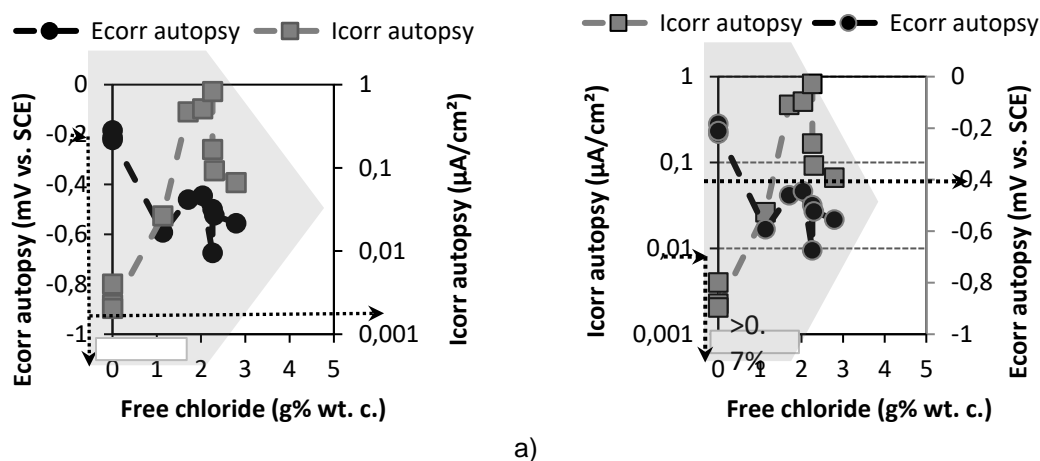 Ecorr autopsy Icorr autopsy
Ecorr autopsy (mV vs. SCE)
0
-0,2
-0,4
-0,6
-0,8
-1
1
0,1
0,01
0,001
Icorr autopsy (µA/cm²)
0 1 2 3 4 5
Free chloride (g% wt. c.)
Icorr autopsy Ecorr autopsy
Icorr autopsy (µA/cm²)
1
0,1
0,01
0,001
0
-0,2
-0,4
-0,6
-0,8
-1
Ecorr autopsy (mV vs. SCE)
>0.
7%
0 1 2 3 4 5
Free chloride (g% wt. c.)
a)